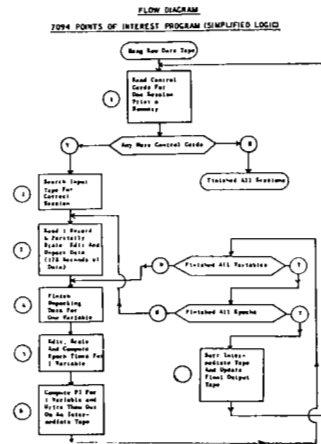 FLOW DIAGRAM
7094 POINTS OF INTEREST PROGRAM (SIMPLIFIED LOGIC)
Hang Raw Data Tape
Read Control
Cards For
One Session
Print a
Summary
1
Any More Control Cards
Y
N
Finished All Sessions
2
Search Input
Tape For
Correct
Session
3
Read 1 Record
& Partially
Edit And
Unpack Data
Data)
N
Finished All Variables
Y
4
Finish
Unpacking
Data For
One Variable
N
Finished All Epochs
Y
5
Edit, Scale
And Compute
Epoch Times For
1 Variable
Sort Inter-
mediate Tape
And Update
Final Output
Tape
6
Compute PI For
1 Variable and
Write Them Out
On An Inter-
mediate Tape